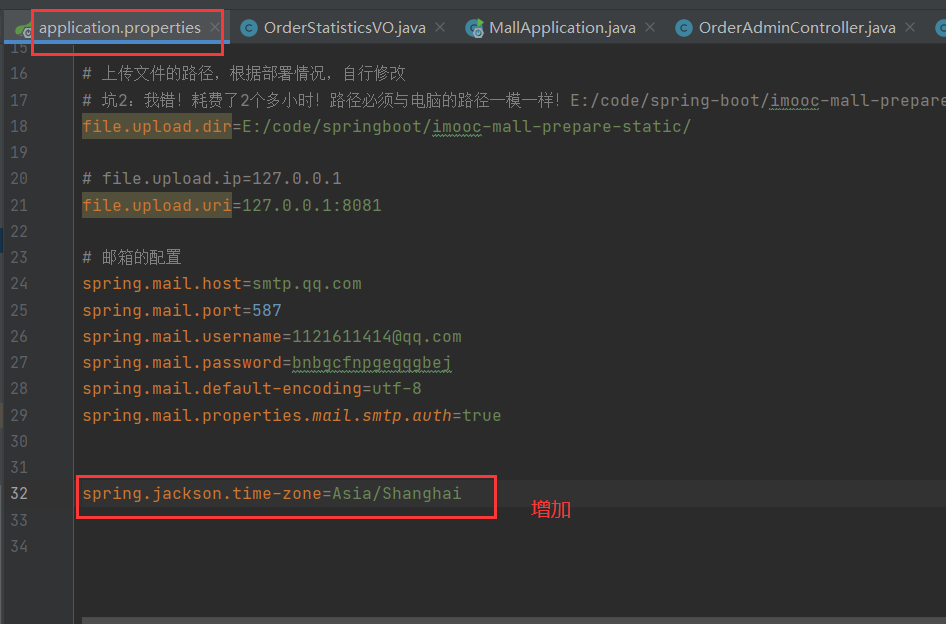 application.properties OrderStatisticsVO.java MallApplication.java OrderAdminController.java
15
16 # 上传文件的路径，根据部署情况，自行修改
17 # 坑2：我错！耗费了2个多小时！路径必须与电脑的路径一模一样！E:/code/spring-boot/imooc-mall-prepare
18 file.upload.dir=E:/code/springboot/imooc-mall-prepare-static/
19
20 # file.upload.ip=127.0.0.1
21 file.upload.uri=127.0.0.1:8081
22
23 # 邮箱的配置
24 spring.mail.host=smtp.qq.com
25 spring.mail.port=587
26 spring.mail.username=1121611414@qq.com
27 spring.mail.password=bnbgcfnpgeqqgbej
28 spring.mail.default-encoding=utf-8
29 spring.mail.properties.mail.smtp.auth=true
30
31
32 spring.jackson.time-zone=Asia/Shanghai
增加
33
34